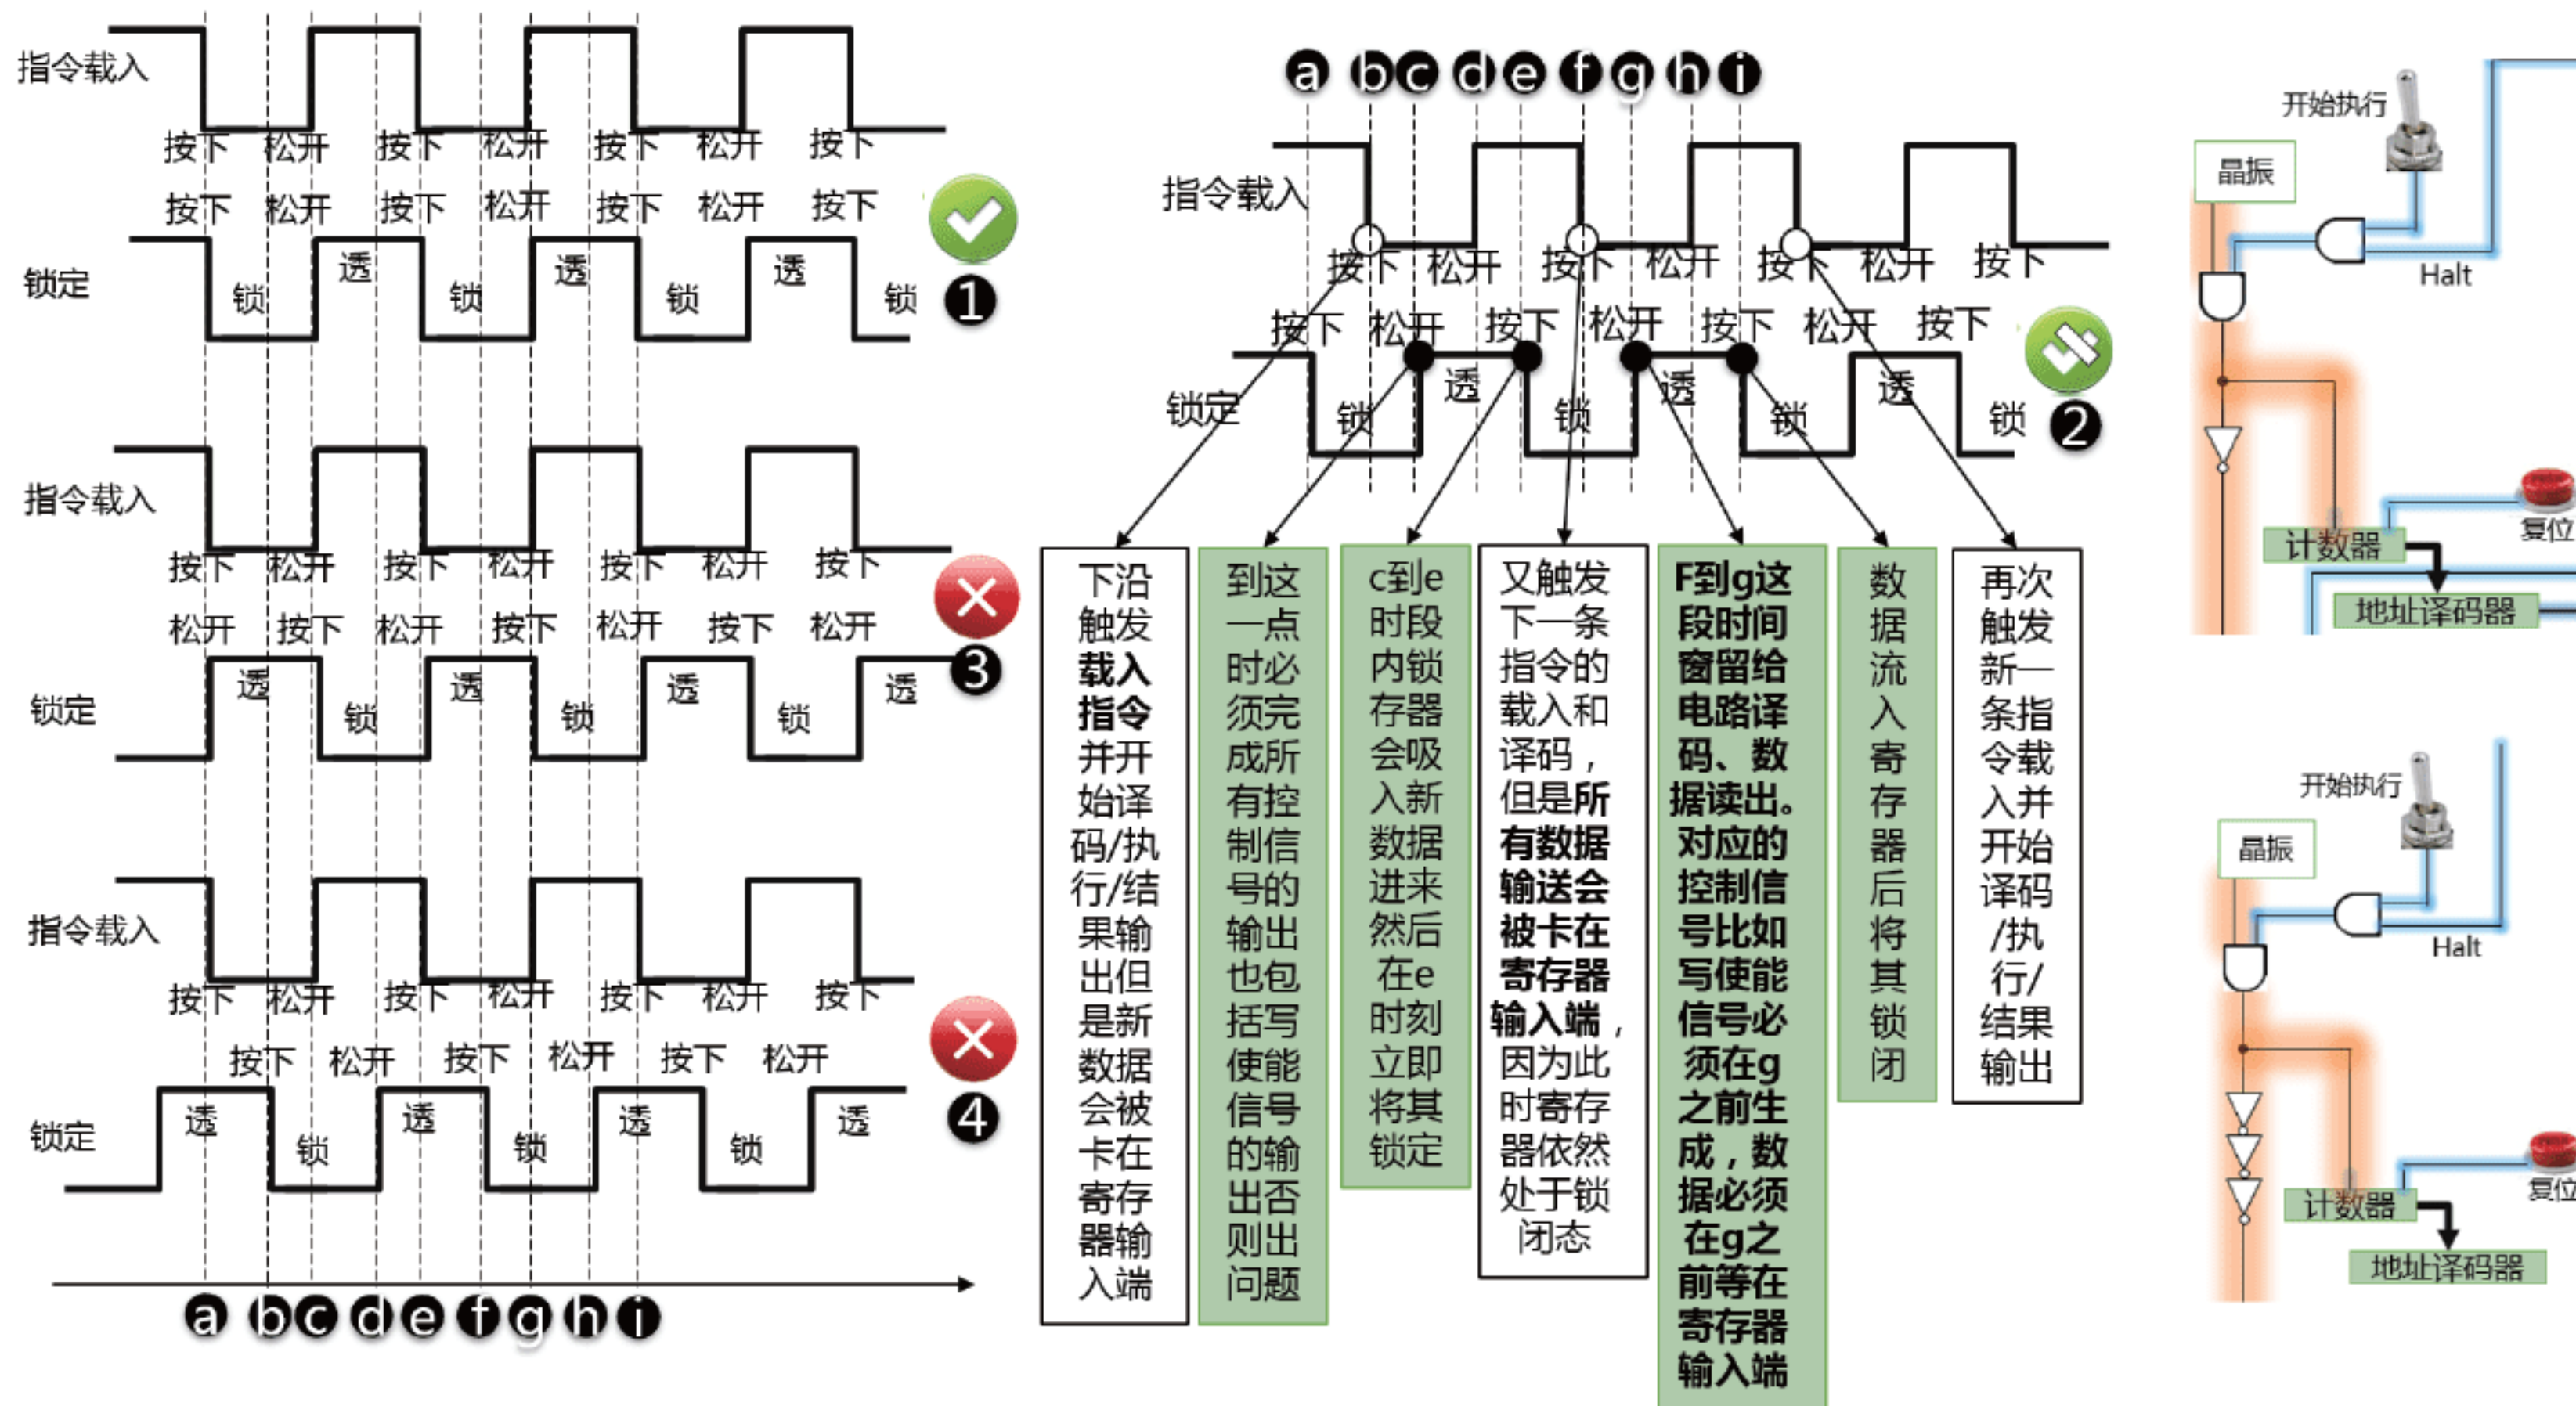 指令载入
按下 松开 按下 松开 按下 松开 按下
按下 松开 按下 松开 按下 松开 按下
锁定
锁 透 锁 透 锁 透 锁
1
指令载入
按下 松开 按下 松开 按下 松开 按下
松开 按下 松开 按下 松开 按下 松开
锁定
透 锁 透 锁 透 锁 透
3
指令载入
按下 松开 按下 松开 按下 松开 按下
按下 松开 按下 松开 按下 松开
锁定
透 锁 透 锁 透 锁 透
4
a b c d e f g h i
a b c d e f g h i
指令载入
按下 松开 按下 松开 按下 松开 按下
按下 松开 按下 松开 按下 松开 按下
锁定
锁 透 锁 透 锁 透 锁
2
下沿
触发
载入
指令
并开
始译
码/执
行/结
果输
出但
是新
数据
会被
卡在
寄存
器输
入端
到这
一点
时必
须完
成所
有控
制信
号的
输出
也包
括写
使能
信号
的输
出否
则出
问题
c到e
时段
内锁
存器
会吸
入新
数据
进来
然后
在e
时刻
立即
将其
锁定
又触发
下一条
指令的
载入和
译码，
但是所
有数据
输送会
被卡在
寄存器
输入端，
因为此
时寄存
器依然
处于锁
闭态
F到g这
段时间
窗留给
电路译
码、数
据读出。
对应的
控制信
号比如
写使能
信号必
须在g
之前生
成，数
据必须
在g之
前等在
寄存器
输入端
数
据
流
入
寄
存
器
后
将
其
锁
闭
再次
触发
新一
条指
令载
入并
开始
译码
/执
行/
结果
输出
开始执行
晶振
Halt
计数器
复位
地址译码器
开始执行
晶振
Halt
计数器
复位
地址译码器